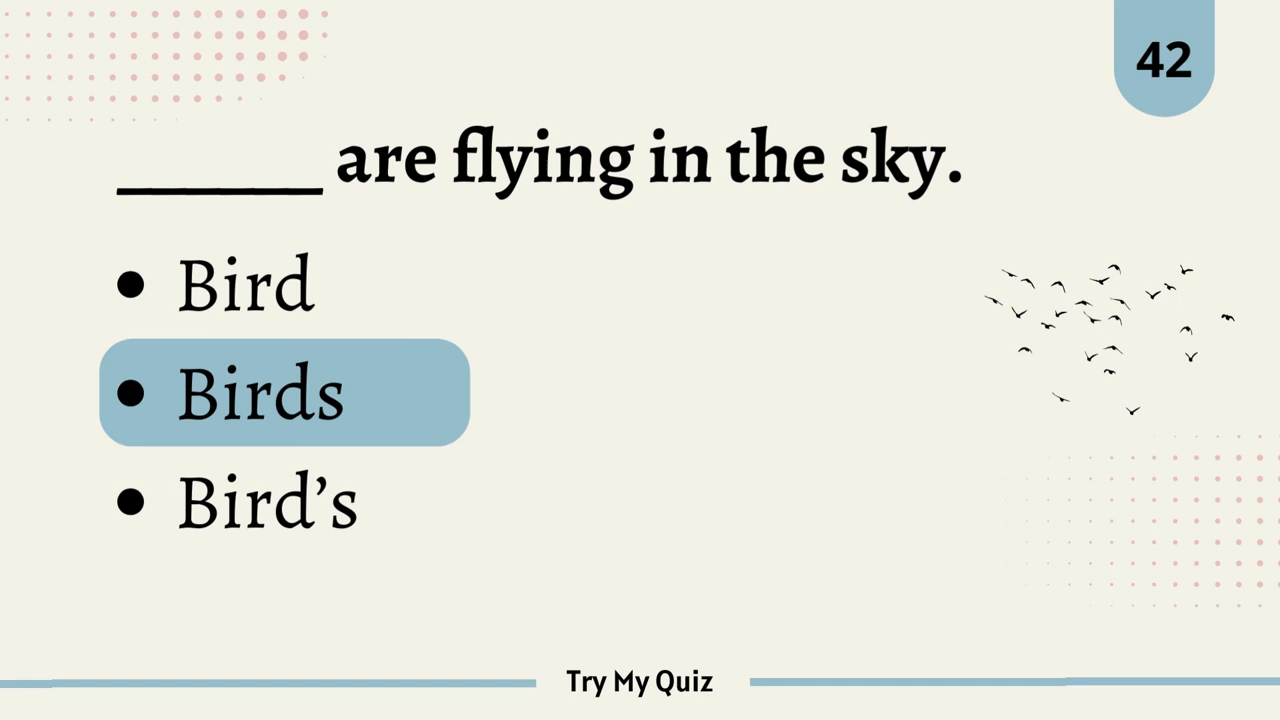 42
______ are flying in the sky.
• Bird
• Birds
• Bird’s
Try My Quiz